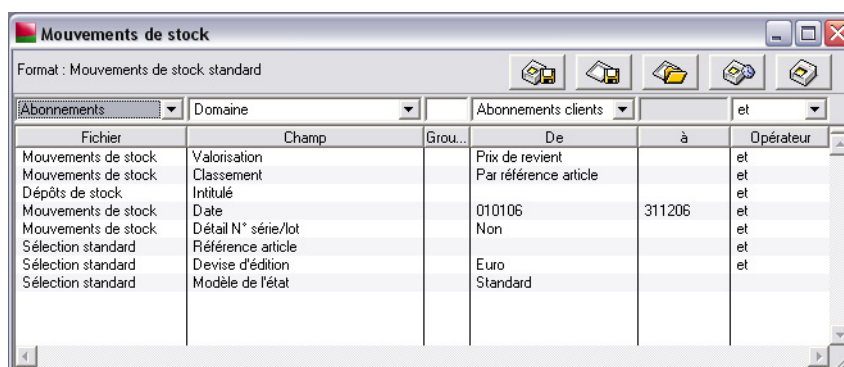 Mouvements de stock
Format : Mouvements de stock standard
Abonnements Domaine Abonnements clients et
Fichier Champ Grou... De à Opérateur
Mouvements de stock Valorisation Prix de revient et
Mouvements de stock Classement Par référence article et
Dépôts de stock Intitulé et
Mouvements de stock Date 010106 311206 et
Mouvements de stock Détail N° série/lot Non et
Sélection standard Référence article et
Sélection standard Devise d'édition Euro et
Sélection standard Modèle de l'état Standard